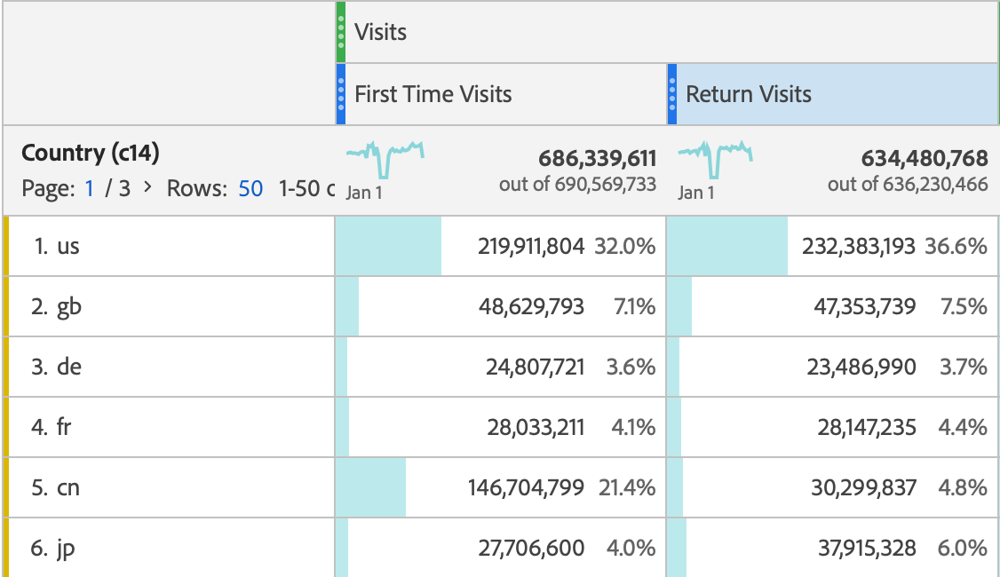 Visits
First Time Visits Return Visits
Country (c14) 686,339,611 634,480,768
Page: 1 / 3 > Rows: 50 1-50 out of 690,569,733 out of 636,230,466
Jan 1 Jan 1
1. us 219,911,804 32.0% 232,383,193 36.6%
2. gb 48,629,793 7.1% 47,353,739 7.5%
3. de 24,807,721 3.6% 23,486,990 3.7%
4. fr 28,033,211 4.1% 28,147,235 4.4%
5. cn 146,704,799 21.4% 30,299,837 4.8%
6. jp 27,706,600 4.0% 37,915,328 6.0%